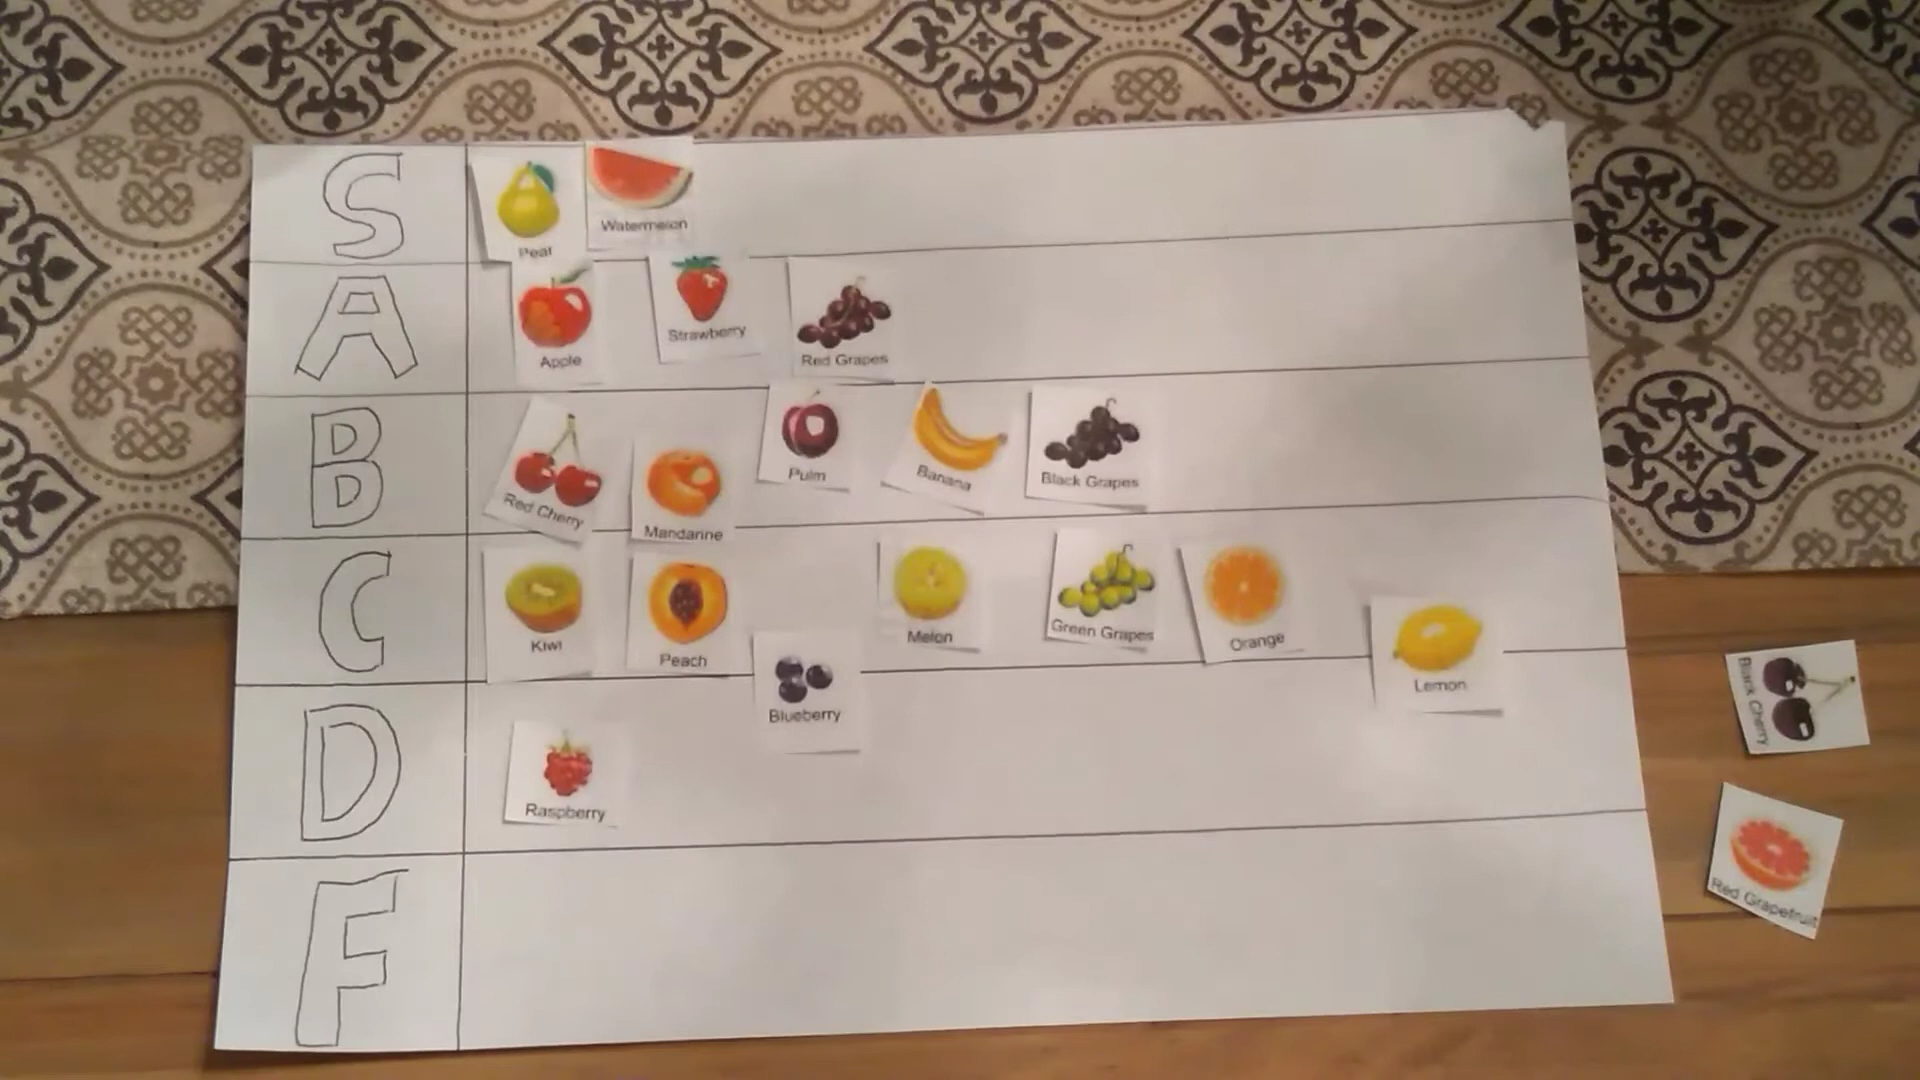 S
Pear
Watermelon
A
Apple
Strawberry
Red Grapes
B
Red Cherry
Mandarine
Pulm
Banana
Black Grapes
C
Kiwi
Peach
Blueberry
Melon
Green Grapes
Orange
Lemon
D
Raspberry
F
Black Cherry
Red Grapefruit